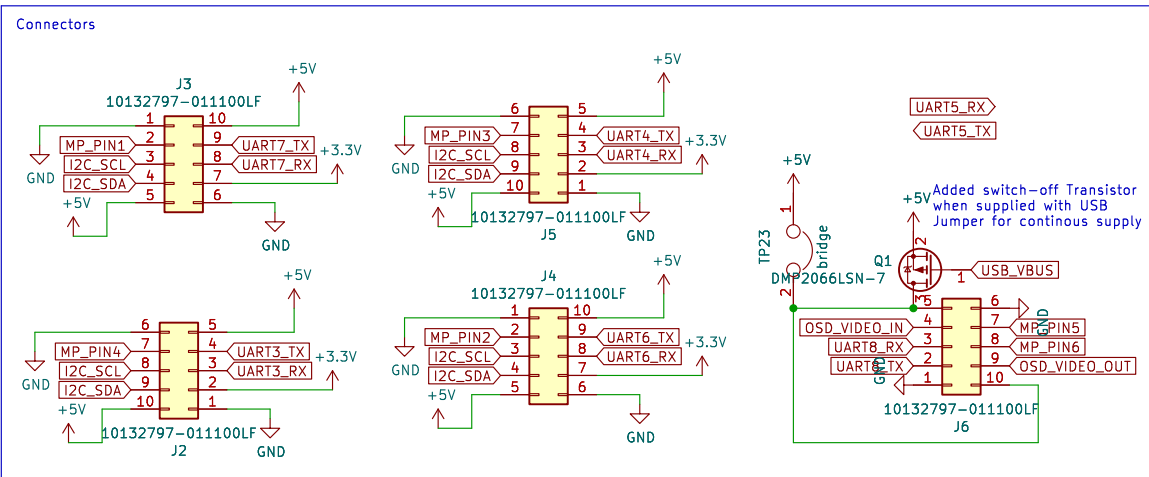 Connectors
J3
10132797-011100LF
+5V
1 10
MP_PIN1 2 9 UART7_TX
I2C_SCL 3 8 UART7_RX
I2C_SDA 4 7 +3.3V
+5V 5 6
GND
GND
+5V
6 5
MP_PIN3 7 4 UART4_TX
I2C_SCL 8 3 UART4_RX
I2C_SDA 9 2 +3.3V
+5V 10 1
GND
GND
10132797-011100LF
J5
UART5_RX
UART5_TX
+5V
1
TP23
bridge
2
Added switch-off Transistor
when supplied with USB
Jumper for continous supply
+5V
2
Q1
DMP2066LSN-7
1 USB_VBUS
3
+5V
6 5
MP_PIN4 7 4 UART3_TX
I2C_SCL 8 3 UART3_RX
I2C_SDA 9 2 +3.3V
+5V 10 1
GND
GND
10132797-011100LF
J2
J4
10132797-011100LF
+5V
1 10
MP_PIN2 2 9 UART6_TX
I2C_SCL 3 8 UART6_RX
I2C_SDA 4 7 +3.3V
+5V 5 6
GND
GND
5 6
GND
OSD_VIDEO_IN 4 7 MP_PIN5
UART8_RX 3 8 MP_PIN6
UART8_TX 2 9 OSD_VIDEO_OUT
GND
1 10
10132797-011100LF
J6